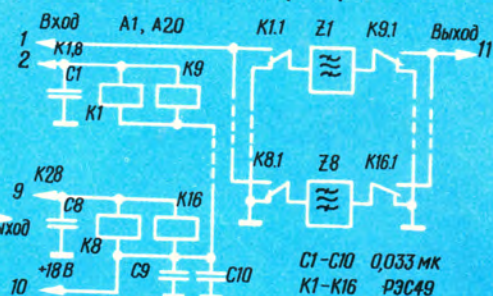 Вход
A1, A20
K1.1
Z1
K9.1
Выход
1
11
K1,8
2
C1
K9
K1
K8.1
Z8
K16.1
9
K28
C8
K16
ыход
K8
+18 В
C9
C10
10
C1-C10 0,033 мк
K1-K16 РЭС49